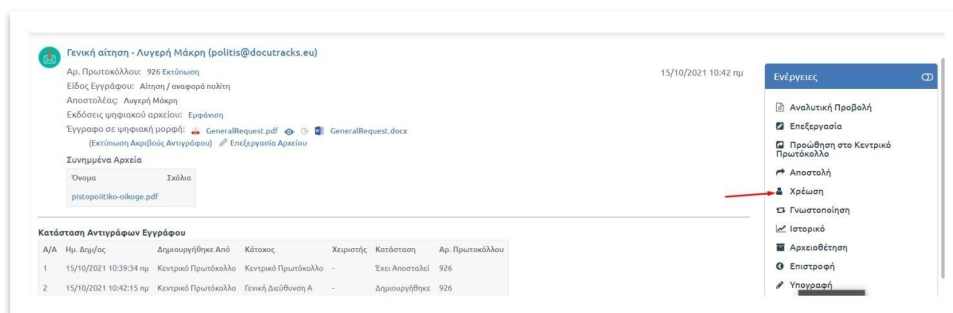 Γενική αίτηση - Λυγερή Μάκρη (politis@docutracks.eu)
Αρ. Πρωτοκόλλου: 926 Εκτύπωση
15/10/2021 10:42 πμ
Είδος Εγγράφου: Αίτηση / αναφορά πολίτη
Αποστολέας: Λυγερή Μάκρη
Εκδόσεις ψηφιακού αρχείου: Εμφάνιση
Έγγραφο σε ψηφιακή μορφή: GeneralRequest.pdf GeneralRequest.docx
(Εκτύπωση Ακριβούς Αντιγράφου) Επεξεργασία Αρχείου
Συνημμένα Αρχεία
Όνομα Σχόλια
pistopoiitiko-oikoge.pdf
Κατάσταση Αντιγράφων Εγγράφου
Α/Α Ημ. Δημ/ας Δημιουργήθηκε Από Κάτοχος Χειριστής Κατάσταση Αρ. Πρωτοκόλλου
1 15/10/2021 10:39:34 πμ Κεντρικό Πρωτόκολλο Κεντρικό Πρωτόκολλο - Έχει Αποσταλεί 926
2 15/10/2021 10:42:15 πμ Κεντρικό Πρωτόκολλο Γενική Διεύθυνση Α - Δημιουργήθηκε 926
Ενέργειες
Αναλυτική Προβολή
Επεξεργασία
Προώθηση στο Κεντρικό
Πρωτόκολλο
Αποστολή
Χρέωση
Γνωστοποίηση
Ιστορικό
Αρχειοθέτηση
Επιστροφή
Υπογραφή